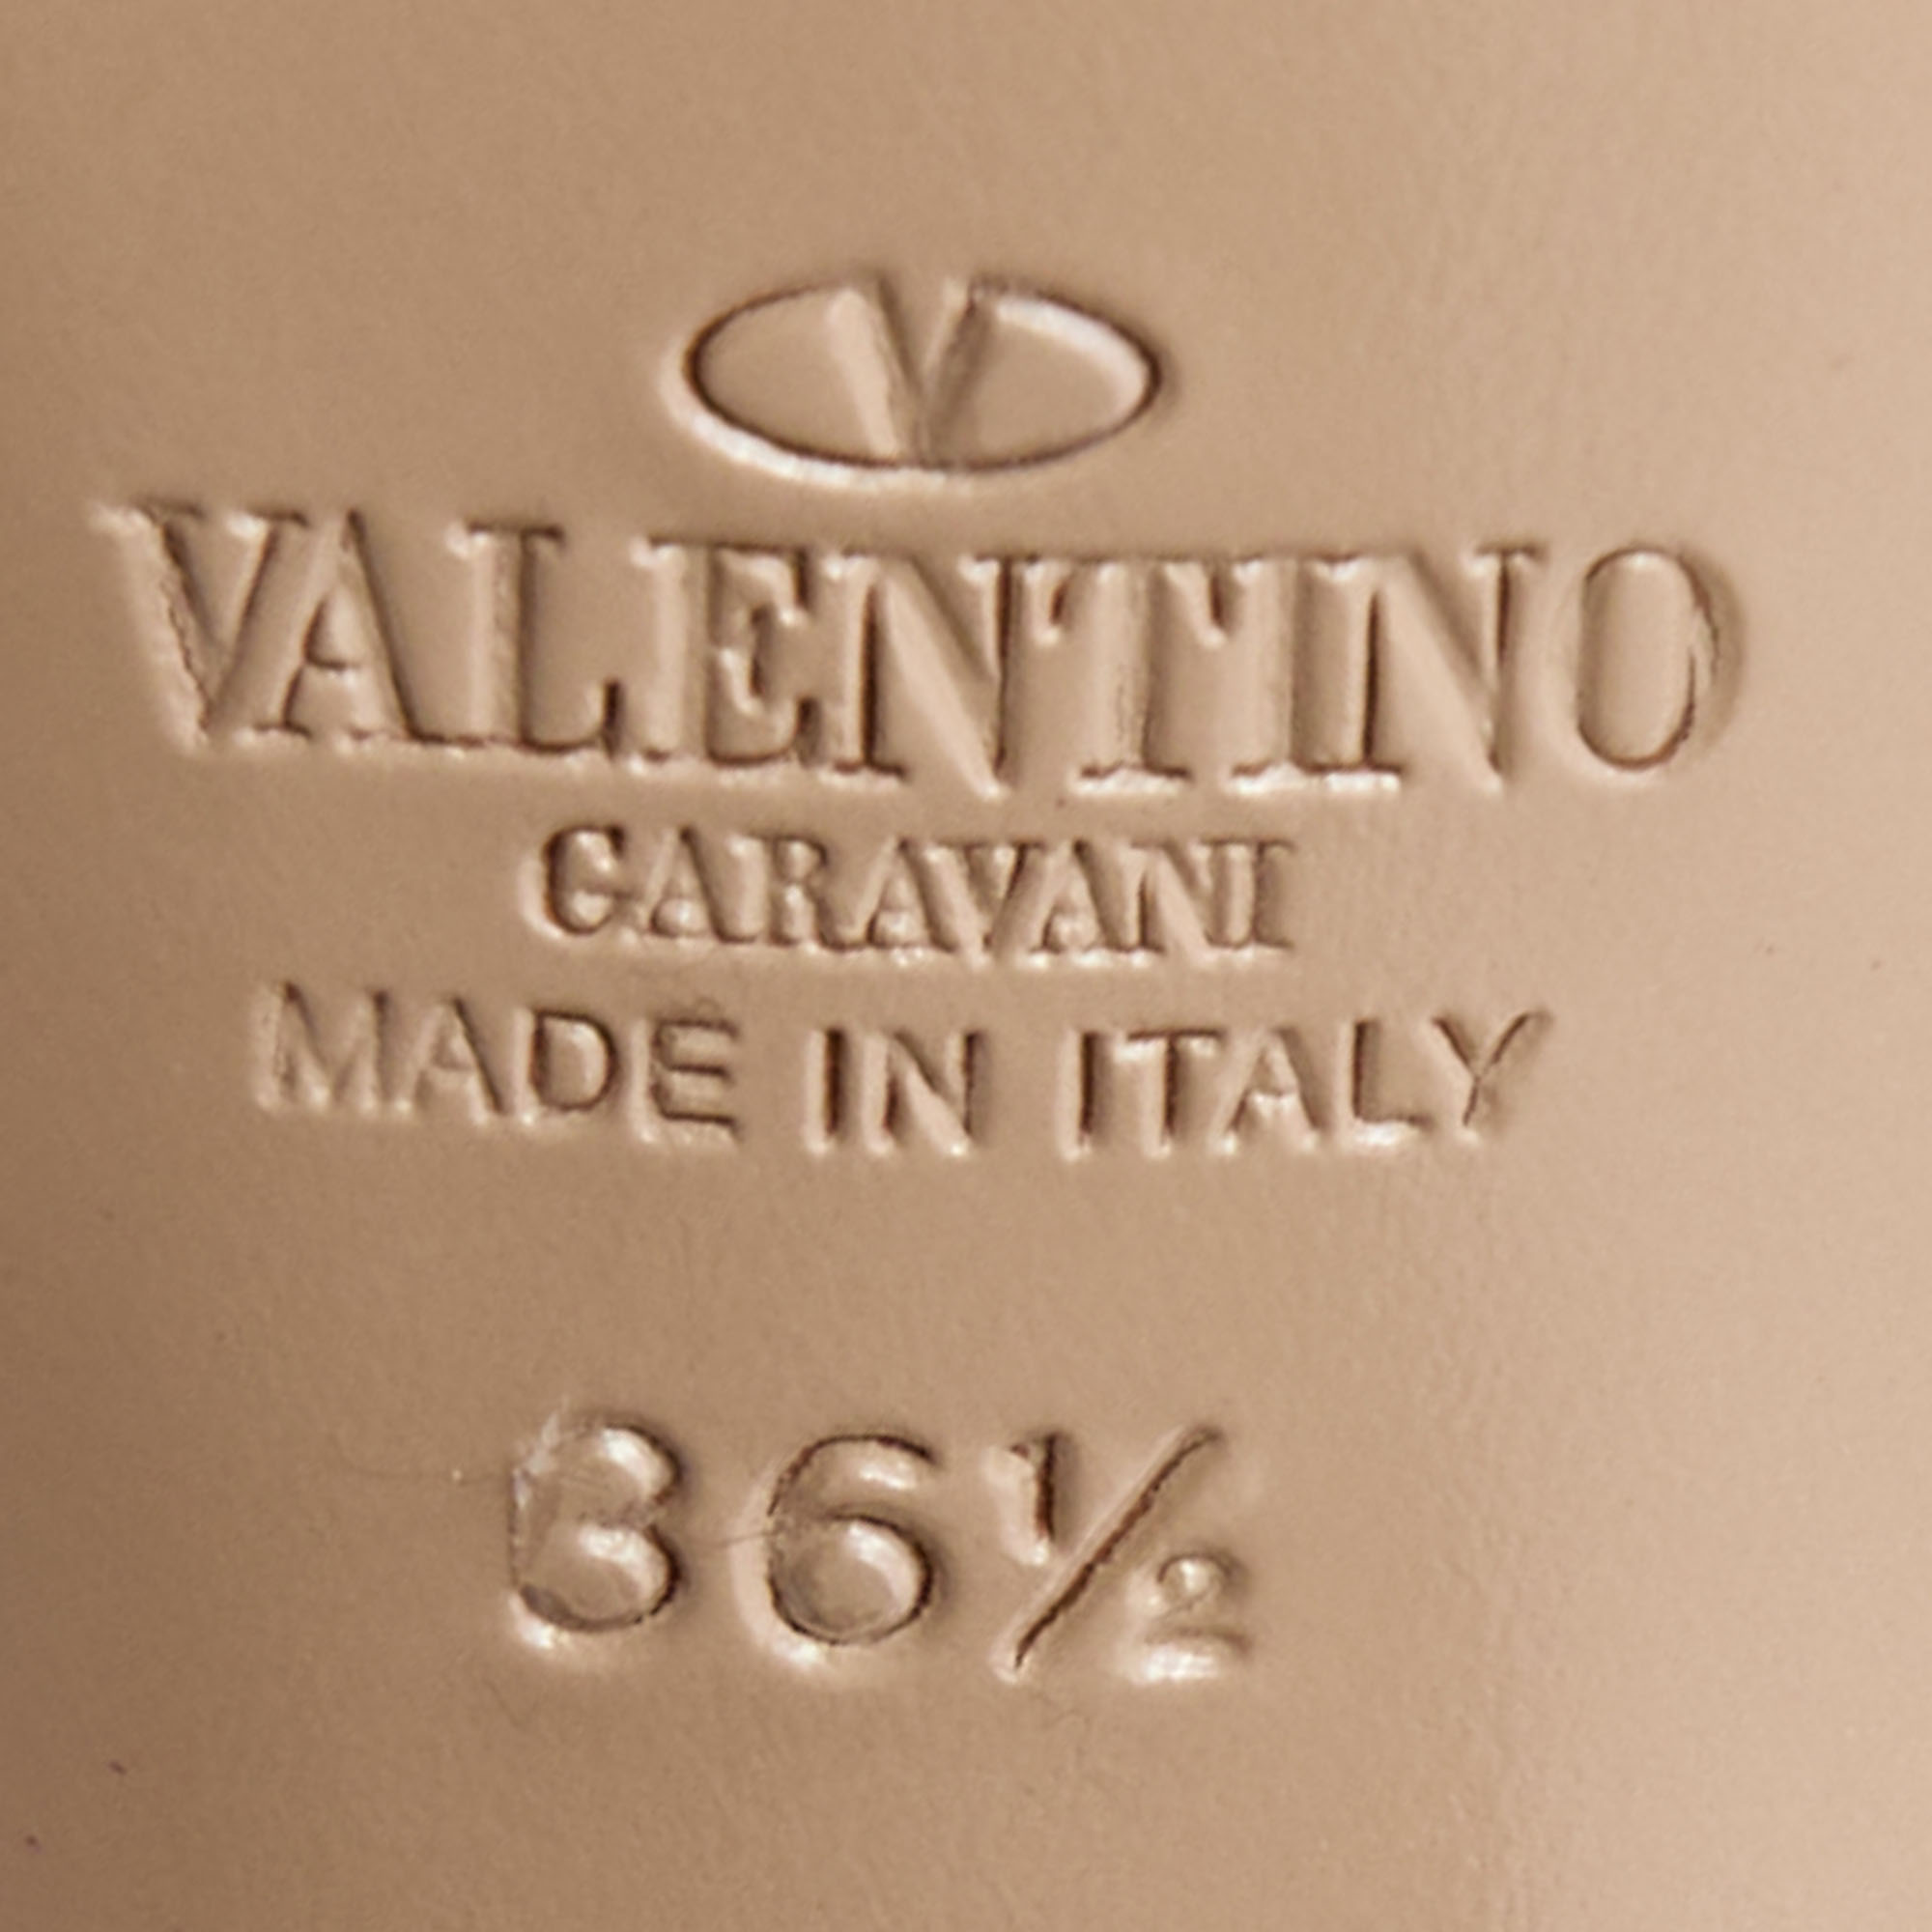 V
VALENTINO
GARAVANI
MADE IN ITALY
36½